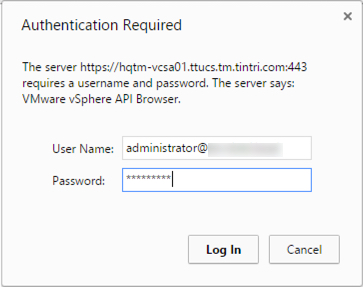 Authentication Required
The server https://hqtm-vcsa01.ttucs.tm.tintri.com:443
requires a username and password. The server says:
VMware vSphere API Browser.
User Name: administrator@
Password: *********
Log In Cancel